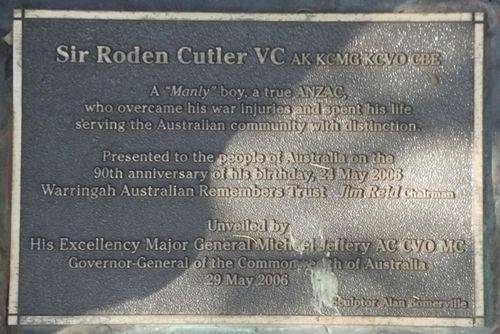 Sir Roden Cutler VC AK KCMG KCVO CBE
A "Manly" boy, a true ANZAC,
who overcame his war injuries and spent his life
serving the Australian community with distinction.
Presented to the people of Australia on the
90th anniversary of his birthday, 24 May 2006
Warringah Australian Remembers Trust Jim Reid Chairman
Unveiled by
His Excellency Major General Michael Jeffery AC CVO MC
Governor-General of the Commonwealth of Australia
29 May 2006
Sculptor: Alan Somerville